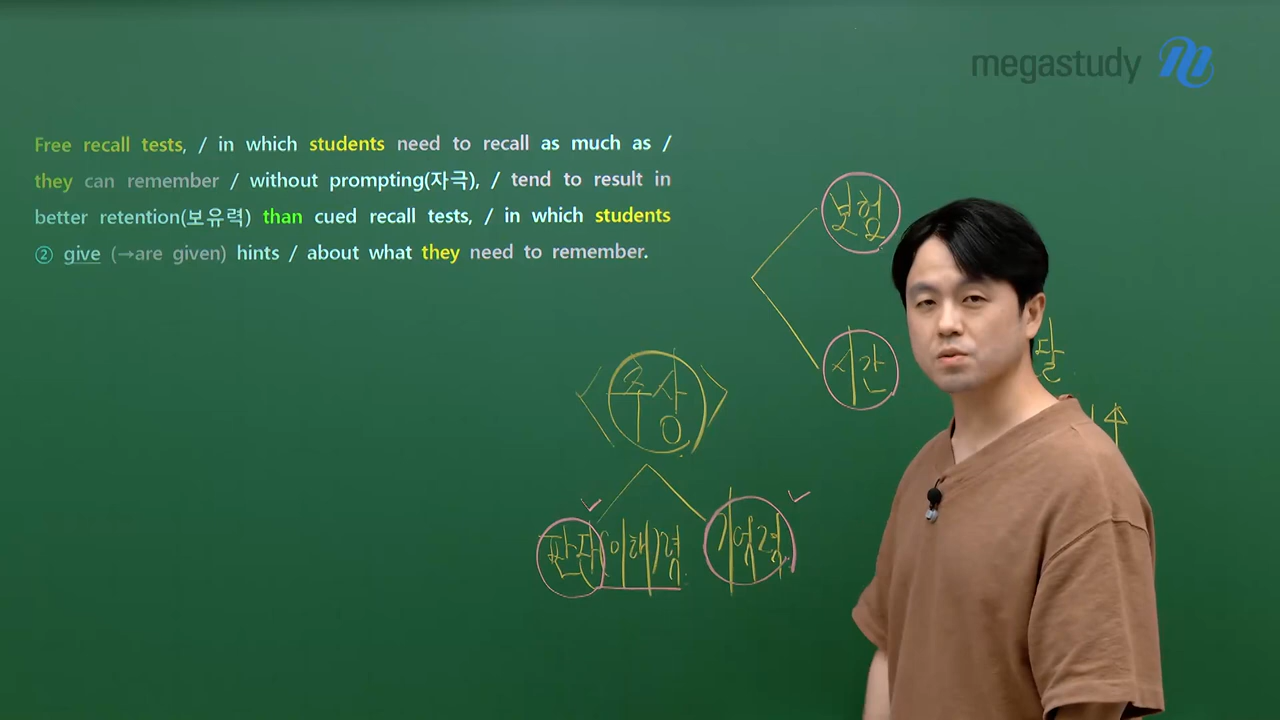 megastudy
Free recall tests, / in which students need to recall as much as /
they can remember / without prompting(자극), / tend to result in
better retention(보유력) than cued recall tests, / in which students
② give (→are given) hints / about what they need to remember.
보험
시간
추상
판단(이해)력
기억력